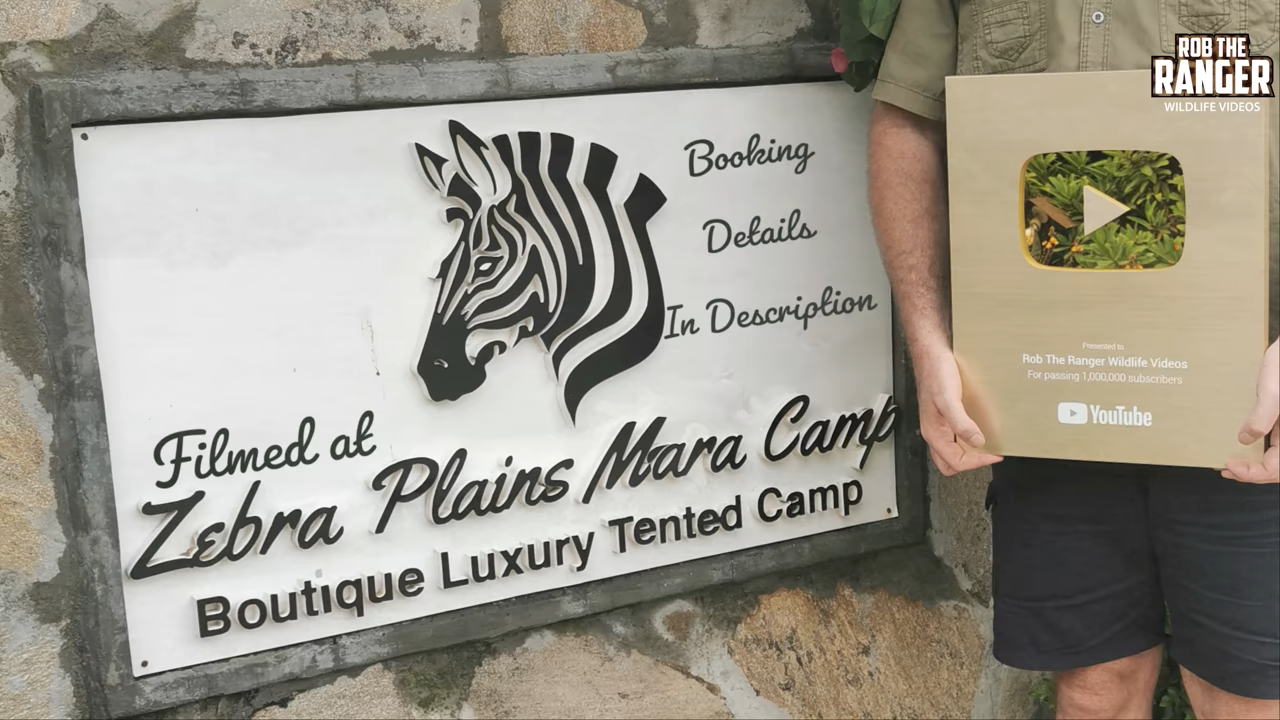 Booking
Details
In Description
Filmed at
Zebra Plains Mara Camp
Boutique Luxury Tented Camp
ROB THE
RANGER
WILDLIFE VIDEOS
Presented to
Rob The Ranger Wildlife Videos
For passing 1,000,000 subscribers
YouTube